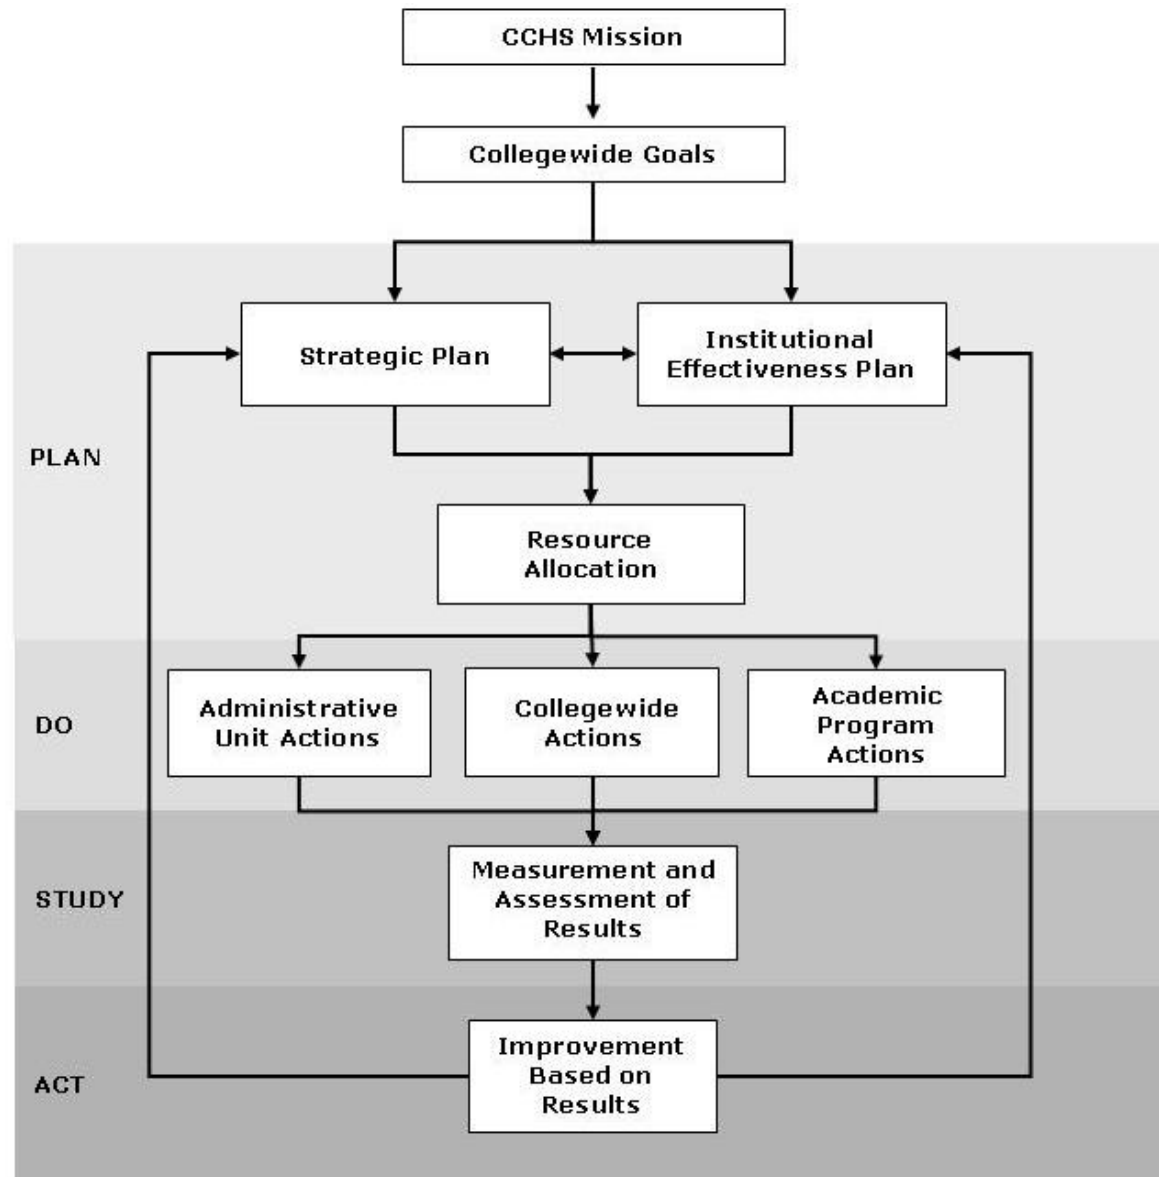 CCHS Mission
Collegewide Goals
Strategic Plan
Institutional
Effectiveness Plan
PLAN
Resource
Allocation
Administrative
Unit Actions
Collegewide
Actions
Academic
Program
Actions
DO
Measurement and
Assessment of
Results
STUDY
Improvement
Based on
Results
ACT